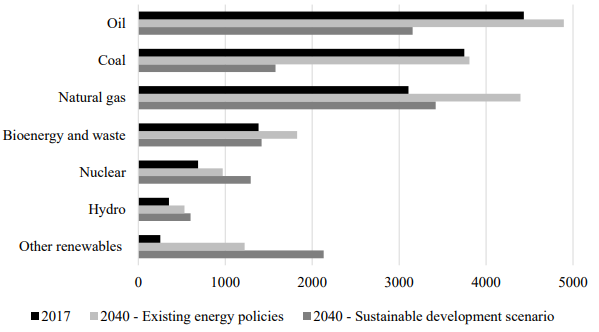 Oil
Coal
Natural gas
Bioenergy and waste
Nuclear
Hydro
Other renewables
0 1000 2000 3000 4000 5000
2017 2040 - Existing energy policies 2040 - Sustainable development scenario